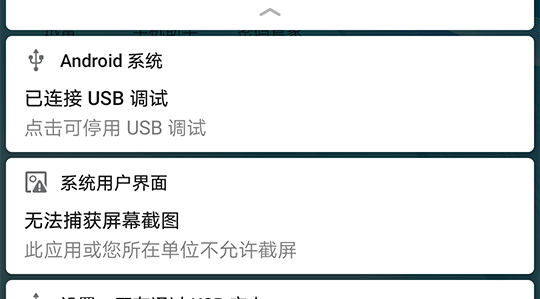 Android 系统
已连接 USB 调试
点击可停用 USB 调试
系统用户界面
无法捕获屏幕截图
此应用或您所在单位不允许截屏